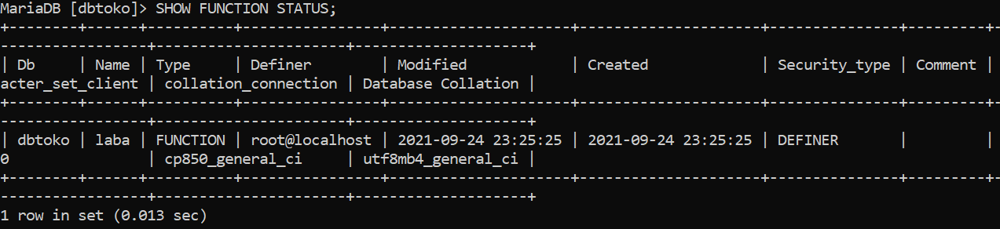 MariaDB [dbtoko]> SHOW FUNCTION STATUS;
+--------+------+----------+----------------+---------------------+---------------------+---------------+---------+-
-----------------+----------------------+--------------------+
| Db     | Name | Type     | Definer        | Modified            | Created             | Security_type | Comment |
acter_set_client | collation_connection | Database Collation |
+--------+------+----------+----------------+---------------------+---------------------+---------------+---------+-
-----------------+----------------------+--------------------+
| dbtoko | laba | FUNCTION | root@localhost | 2021-09-24 23:25:25 | 2021-09-24 23:25:25 | DEFINER       |         |
0                | cp850_general_ci     | utf8mb4_general_ci |
+--------+------+----------+----------------+---------------------+---------------------+---------------+---------+-
-----------------+----------------------+--------------------+
1 row in set (0.013 sec)